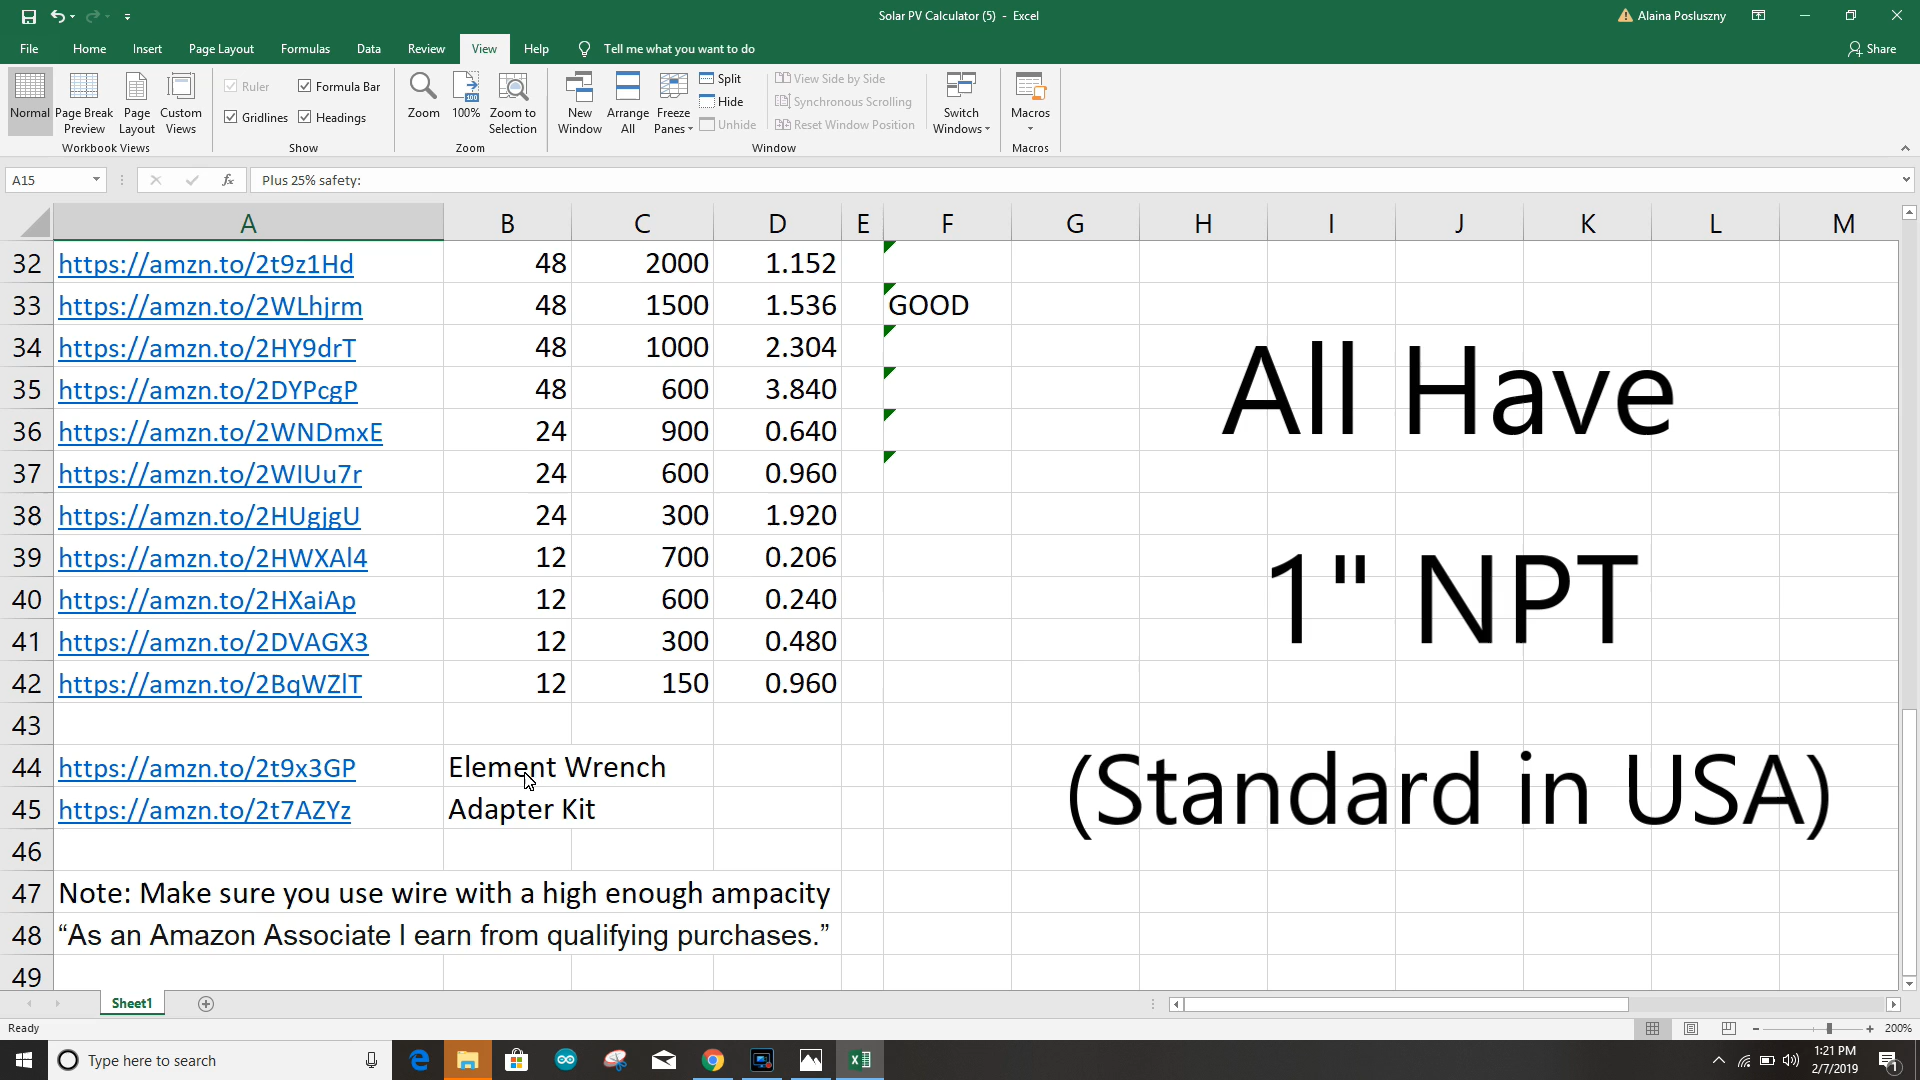 Solar PV Calculator (5) - Excel
Alaina Posluszny
File Home Insert Page Layout Formulas Data Review View Help Tell me what you want to do Share
Normal Page Break Preview Page Layout Custom Views
Workbook Views
Ruler Formula Bar
Gridlines Headings
Show
Zoom 100% Zoom to Selection
Zoom
New Window Arrange All Freeze Panes
Split
Hide
Unhide
View Side by Side
Synchronous Scrolling
Reset Window Position
Switch Windows
Window
Macros
Macros
A15 fx Plus 25% safety:
A B C D E F G H I J K L M
32 https://amzn.to/2t9z1Hd 48 2000 1.152
33 https://amzn.to/2WLhjrm 48 1500 1.536 GOOD
34 https://amzn.to/2HY9drT 48 1000 2.304
35 https://amzn.to/2DYPcgP 48 600 3.840
36 https://amzn.to/2WNDmxE 24 900 0.640
37 https://amzn.to/2WlUu7r 24 600 0.960
38 https://amzn.to/2HUgjgU 24 300 1.920
39 https://amzn.to/2HWXAl4 12 700 0.206
40 https://amzn.to/2HXaiAp 12 600 0.240
41 https://amzn.to/2DVAGX3 12 300 0.480
42 https://amzn.to/2BqWZlT 12 150 0.960
43
44 https://amzn.to/2t9x3GP Element Wrench
45 https://amzn.to/2t7AZYz Adapter Kit
46
47 Note: Make sure you use wire with a high enough ampacity
48 “As an Amazon Associate I earn from qualifying purchases.”
49
All Have
1" NPT
(Standard in USA)
Sheet1
Ready
200%
Type here to search
1:21 PM
2/7/2019
1